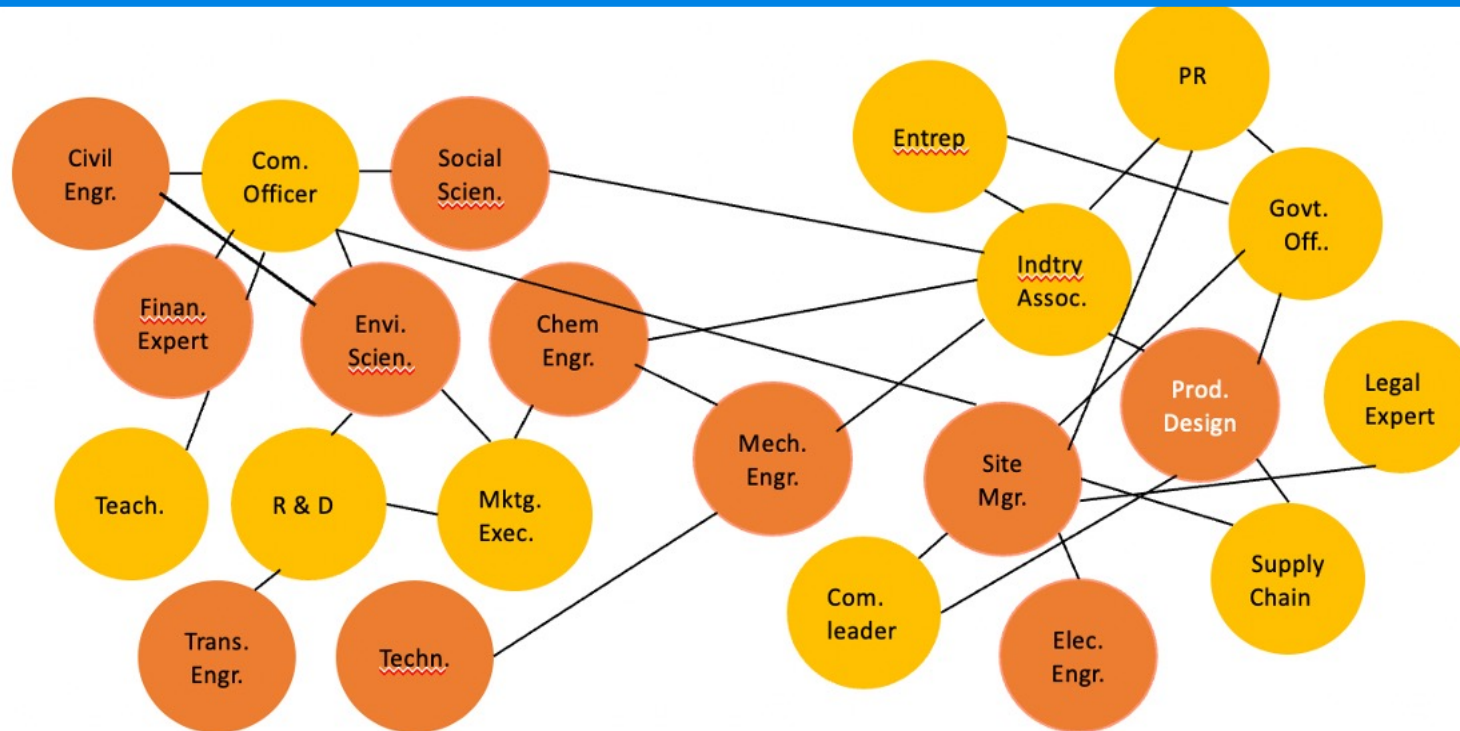 PR
Entrep
Civil
Engr.
Com.
Officer
Social
Scien.
Govt.
Off..
Indtry
Assoc.
Finan.
Expert
Envi.
Scien.
Chem
Engr.
Prod.
Design
Legal
Expert
Mech.
Engr.
Site
Mgr.
Teach.
R & D
Mktg.
Exec.
Supply
Chain
Com.
leader
Trans.
Engr.
Techn.
Elec.
Engr.